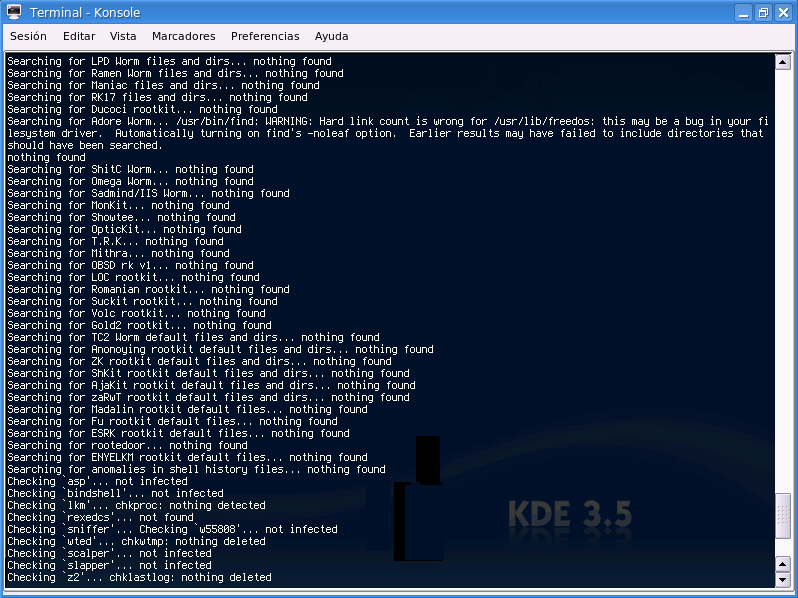 Terminal - Konsole
Sesión Editar Vista Marcadores Preferencias Ayuda
Searching for LPD Worm files and dirs... nothing found
Searching for Ramen Worm files and dirs... nothing found
Searching for Maniac files and dirs... nothing found
Searching for RK17 files and dirs... nothing found
Searching for Ducoci rootkit... nothing found
Searching for Adore Worm... /usr/bin/find: WARNING: Hard link count is wrong for /usr/lib/freedos: this may be a bug in your fi
lesystem driver.  Automatically turning on find's -noleaf option.  Earlier results may have failed to include directories that
should have been searched.
nothing found
Searching for ShitC Worm... nothing found
Searching for Omega Worm... nothing found
Searching for Sadmind/IIS Worm... nothing found
Searching for MonKit... nothing found
Searching for Showtee... nothing found
Searching for OpticKit... nothing found
Searching for T.R.K... nothing found
Searching for Mithra... nothing found
Searching for OBSD rk v1... nothing found
Searching for LOC rootkit... nothing found
Searching for Romanian rootkit... nothing found
Searching for Suckit rootkit... nothing found
Searching for Volc rootkit... nothing found
Searching for Gold2 rootkit... nothing found
Searching for TC2 Worm default files and dirs... nothing found
Searching for Anonoying rootkit default files and dirs... nothing found
Searching for ZK rootkit default files and dirs... nothing found
Searching for ShKit rootkit default files and dirs... nothing found
Searching for AjaKit rootkit default files and dirs... nothing found
Searching for zaRwT rootkit default files and dirs... nothing found
Searching for Madalin rootkit default files... nothing found
Searching for Fu rootkit default files... nothing found
Searching for ESRK rootkit default files... nothing found
Searching for rootedoor... nothing found
Searching for ENYELKM rootkit default files... nothing found
Searching for anomalies in shell history files... nothing found
Checking `asp'... not infected
Checking `bindshell'... not infected
Checking `lkm'... chkproc: nothing detected
Checking `rexedcs'... not found
Checking `sniffer'... Checking `w55808'... not infected
Checking `wted'... chkwtmp: nothing deleted
Checking `scalper'... not infected
Checking `slapper'... not infected
Checking `z2'... chklastlog: nothing deleted
KDE 3.5